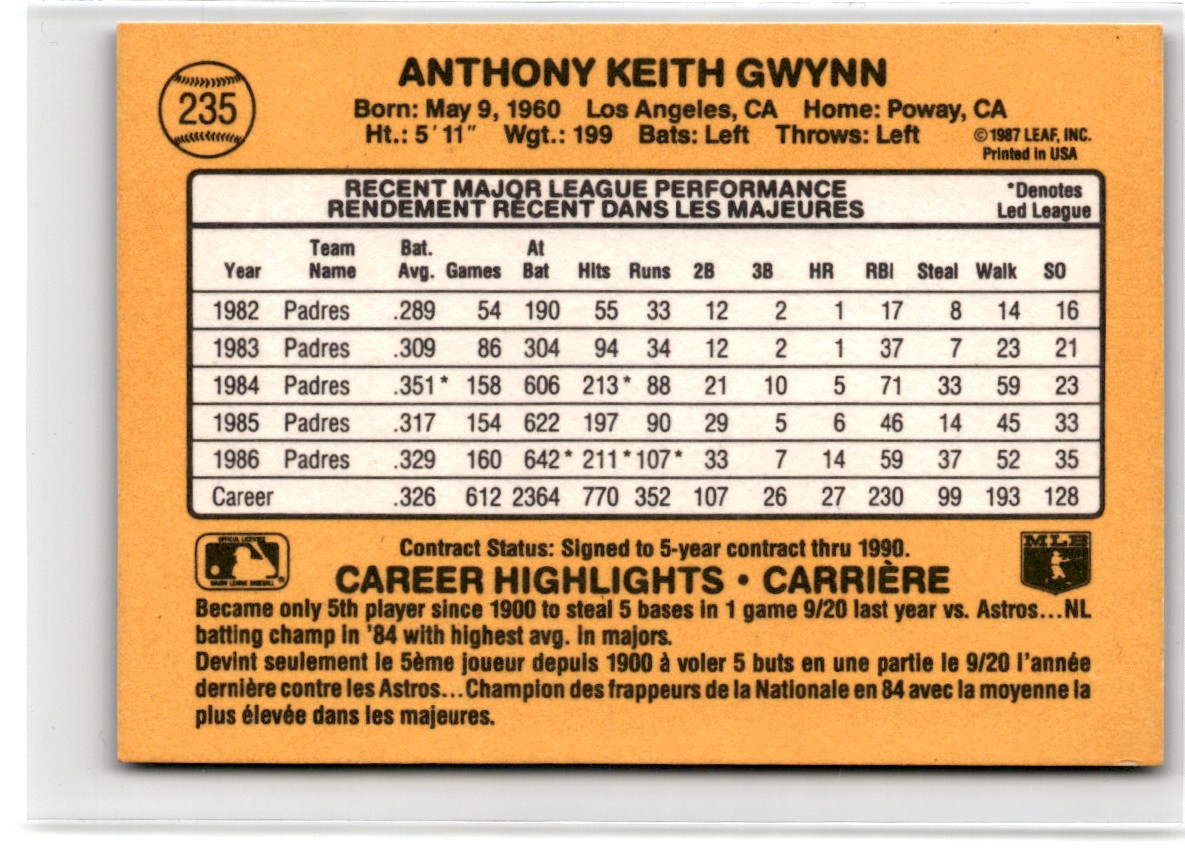 235
ANTHONY KEITH GWYNN
Born: May 9, 1960 Los Angeles, CA Home: Poway, CA
Ht.: 5'11" Wgt.: 199 Bats: Left Throws: Left
©1987 LEAF, INC.
Printed in USA
RECENT MAJOR LEAGUE PERFORMANCE
RENDEMENT RÉCENT DANS LES MAJEURES
*Denotes
Led League
Team Bat. At
Year Name Avg. Games Bat Hits Runs 2B 3B HR RBI Steal Walk SO
1982 Padres .289 54 190 55 33 12 2 1 17 8 14 16
1983 Padres .309 86 304 94 34 12 2 1 37 7 23 21
1984 Padres .351* 158 606 213* 88 21 10 5 71 33 59 23
1985 Padres .317 154 622 197 90 29 5 6 46 14 45 33
1986 Padres .329 160 642* 211* 107* 33 7 14 59 37 52 35
Career .326 612 2364 770 352 107 26 27 230 99 193 128
OFFICIAL LICENSEE
MAJOR LEAGUE BASEBALL
®
MLB
Contract Status: Signed to 5-year contract thru 1990.
CAREER HIGHLIGHTS • CARRIÈRE
Became only 5th player since 1900 to steal 5 bases in 1 game 9/20 last year vs. Astros...NL
batting champ in '84 with highest avg. in majors.
Devint seulement le 5ème joueur depuis 1900 à voler 5 buts en une partie le 9/20 l'année
dernière contre les Astros...Champion des frappeurs de la Nationale en 84 avec la moyenne la
plus élevée dans les majeures.